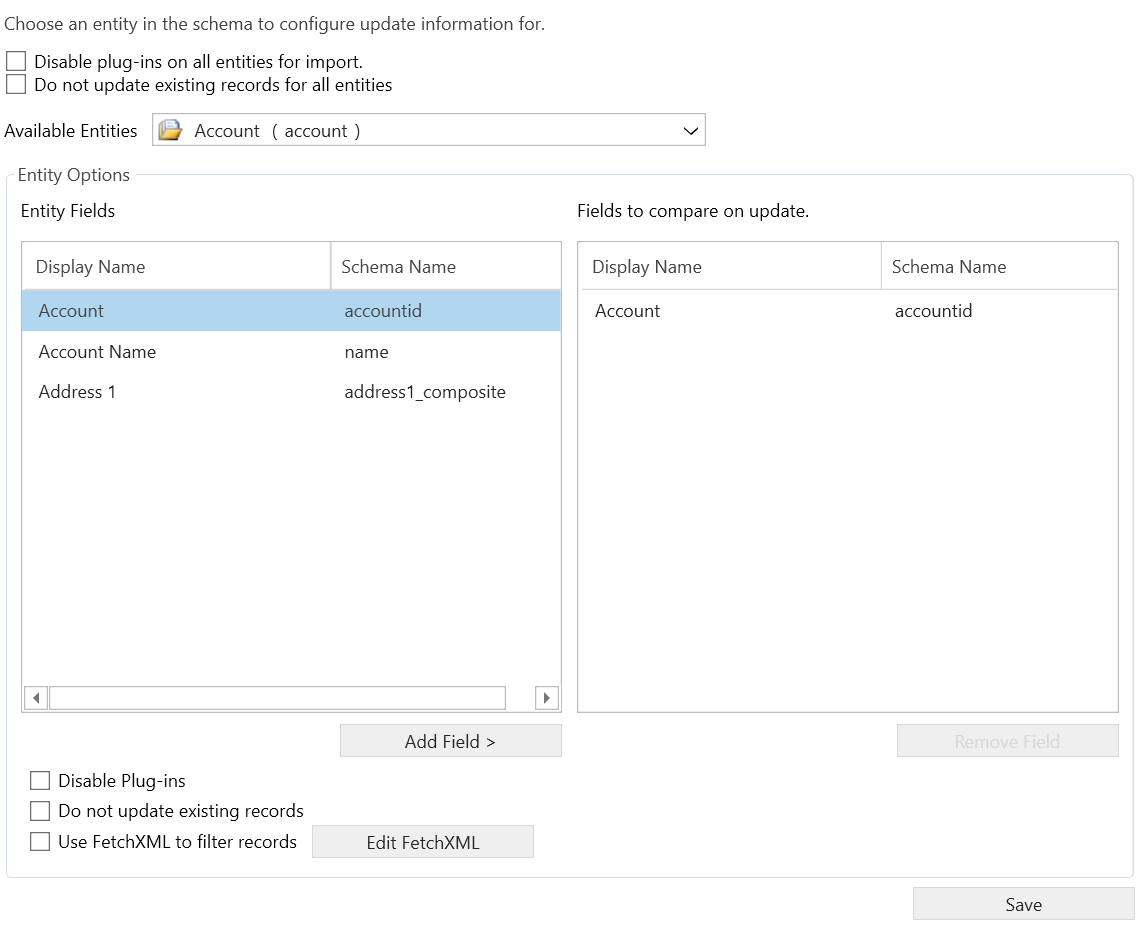 Choose an entity in the schema to configure update information for.
Disable plug-ins on all entities for import.
Do not update existing records for all entities
Available Entities Account ( account )
Entity Options
Entity Fields Fields to compare on update.
Display Name Schema Name Display Name Schema Name
Account accountid Account accountid
Account Name name
Address 1 address1_composite
Add Field > Remove Field
Disable Plug-ins
Do not update existing records
Use FetchXML to filter records Edit FetchXML
Save